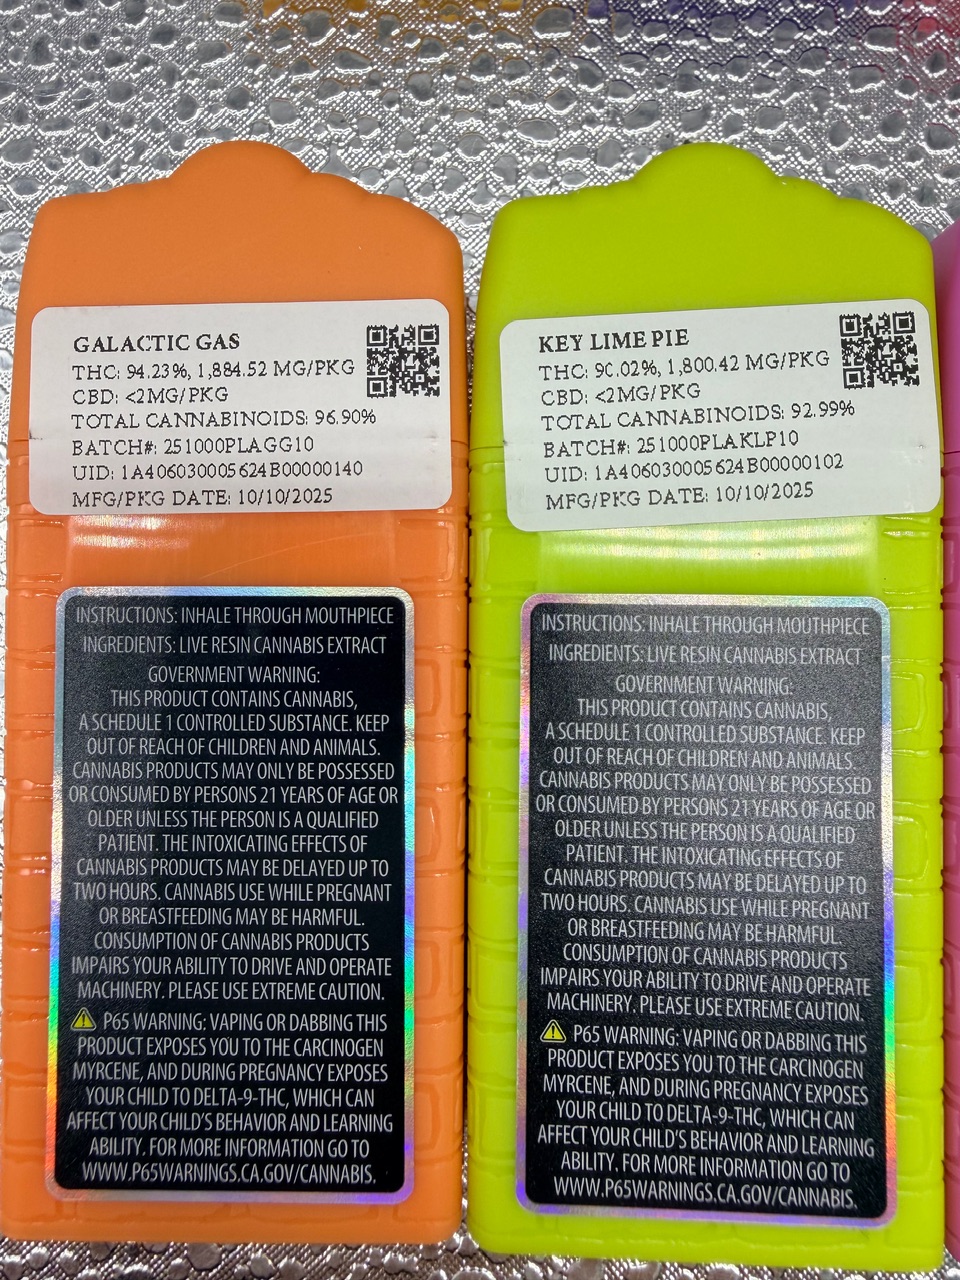 GALACTIC GAS
THC: 94.23%, 1,884.52 MG/PKG
CBD: <2MG/PKG
TOTAL CANNABINOIDS: 96.90%
BATCH#: 251000PLAGG10
UID: 1A406030005624B00000140
MFG/PKG DATE: 10/10/2025
INSTRUCTIONS: INHALE THROUGH MOUTHPIECE
INGREDIENTS: LIVE RESIN CANNABIS EXTRACT
GOVERNMENT WARNING:
THIS PRODUCT CONTAINS CANNABIS,
A SCHEDULE 1 CONTROLLED SUBSTANCE. KEEP
OUT OF REACH OF CHILDREN AND ANIMALS.
CANNABIS PRODUCTS MAY ONLY BE POSSESSED
OR CONSUMED BY PERSONS 21 YEARS OF AGE OR
OLDER UNLESS THE PERSON IS A QUALIFIED
PATIENT. THE INTOXICATING EFFECTS OF
CANNABIS PRODUCTS MAY BE DELAYED UP TO
TWO HOURS. CANNABIS USE WHILE PREGNANT
OR BREASTFEEDING MAY BE HARMFUL.
CONSUMPTION OF CANNABIS PRODUCTS
IMPAIRS YOUR ABILITY TO DRIVE AND OPERATE
MACHINERY. PLEASE USE EXTREME CAUTION.
P65 WARNING: VAPING OR DABBING THIS
PRODUCT EXPOSES YOU TO THE CARCINOGEN
MYRCENE, AND DURING PREGNANCY EXPOSES
YOUR CHILD TO DELTA-9-THC, WHICH CAN
AFFECT YOUR CHILD'S BEHAVIOR AND LEARNING
ABILITY. FOR MORE INFORMATION GO TO
WWW.P65WARNINGS.CA.GOV/CANNABIS.
KEY LIME PIE
THC: 90.02%, 1,800.42 MG/PKG
CBD: <2MG/PKG
TOTAL CANNABINOIDS: 92.99%
BATCH#: 251000PLAKLP10
UID: 1A406030005624B00000102
MFG/PKG DATE: 10/10/2025
INSTRUCTIONS: INHALE THROUGH MOUTHPIECE
INGREDIENTS: LIVE RESIN CANNABIS EXTRACT
GOVERNMENT WARNING:
THIS PRODUCT CONTAINS CANNABIS,
A SCHEDULE 1 CONTROLLED SUBSTANCE. KEEP
OUT OF REACH OF CHILDREN AND ANIMALS.
CANNABIS PRODUCTS MAY ONLY BE POSSESSED
OR CONSUMED BY PERSONS 21 YEARS OF AGE OR
OLDER UNLESS THE PERSON IS A QUALIFIED
PATIENT. THE INTOXICATING EFFECTS OF
CANNABIS PRODUCTS MAY BE DELAYED UP TO
TWO HOURS. CANNABIS USE WHILE PREGNANT
OR BREASTFEEDING MAY BE HARMFUL.
CONSUMPTION OF CANNABIS PRODUCTS
IMPAIRS YOUR ABILITY TO DRIVE AND OPERATE
MACHINERY. PLEASE USE EXTREME CAUTION.
P65 WARNING: VAPING OR DABBING THIS
PRODUCT EXPOSES YOU TO THE CARCINOGEN
MYRCENE, AND DURING PREGNANCY EXPOSES
YOUR CHILD TO DELTA-9-THC, WHICH CAN
AFFECT YOUR CHILD'S BEHAVIOR AND LEARNING
ABILITY. FOR MORE INFORMATION GO TO
WWW.P65WARNINGS.CA.GOV/CANNABIS.